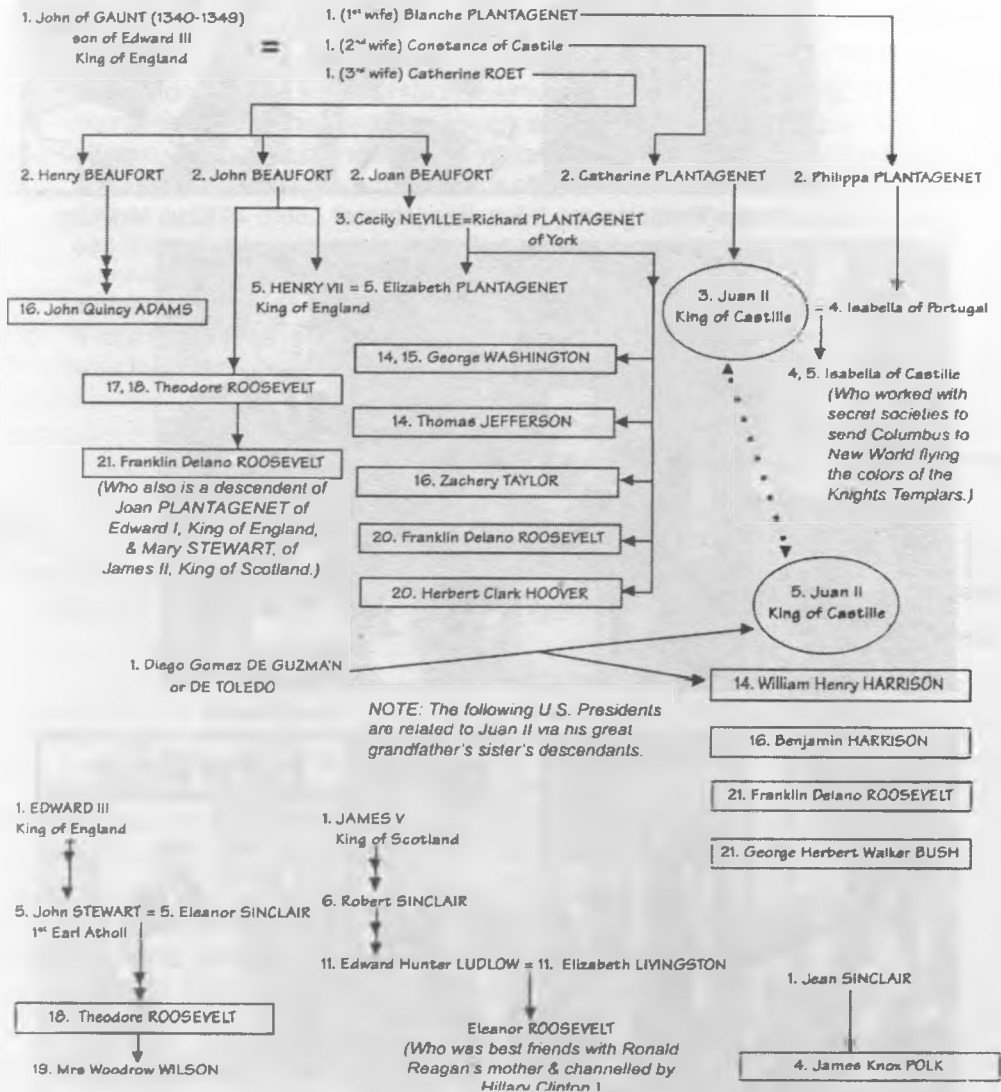 1. John of GAUNT (1340-1349)
son of Edward III
King of England
=
1. (1st wife) Blanche PLANTAGENET
1. (2nd wife) Constance of Castile
1. (3rd wife) Catherine ROET
2. Henry BEAUFORT
2. John BEAUFORT
2. Joan BEAUFORT
2. Catherine PLANTAGENET
2. Philippa PLANTAGENET
3. Cecily NEVILLE=Richard PLANTAGENET
of York
5. HENRY VII = 5. Elizabeth PLANTAGENET
King of England
3. Juan II
King of Castille
= 4. Isabella of Portugal
16. John Quincy ADAMS
14, 15. George WASHINGTON
4, 5. Isabella of Castille
(Who worked with
secret societies to
send Columbus to
New World flying
the colors of the
Knights Templars.)
17, 18. Theodore ROOSEVELT
14. Thomas JEFFERSON
21. Franklin Delano ROOSEVELT
(Who also is a descendent of
Joan PLANTAGENET of
Edward I, King of England,
& Mary STEWART, of
James II, King of Scotland.)
16. Zachery TAYLOR
20. Franklin Delano ROOSEVELT
20. Herbert Clark HOOVER
5. Juan II
King of Castille
1. Diego Gomez DE GUZMAN
or DE TOLEDO
14. William Henry HARRISON
NOTE: The following U.S. Presidents
are related to Juan II via his great
grandfather's sister's descendants.
16. Benjamin HARRISON
21. Franklin Delano ROOSEVELT
21. George Herbert Walker BUSH
1. EDWARD III
King of England
1. JAMES V
King of Scotland
5. John STEWART = 5. Eleanor SINCLAIR
1st Earl Atholl
6. Robert SINCLAIR
11. Edward Hunter LUDLOW = 11. Elizabeth LIVINGSTON
1. Jean SINCLAIR
18. Theodore ROOSEVELT
19. Mrs Woodrow WILSON
Eleanor ROOSEVELT
(Who was best friends with Ronald
Reagan's mother & channelled by
Hillary Clinton.)
4. James Knox POLK